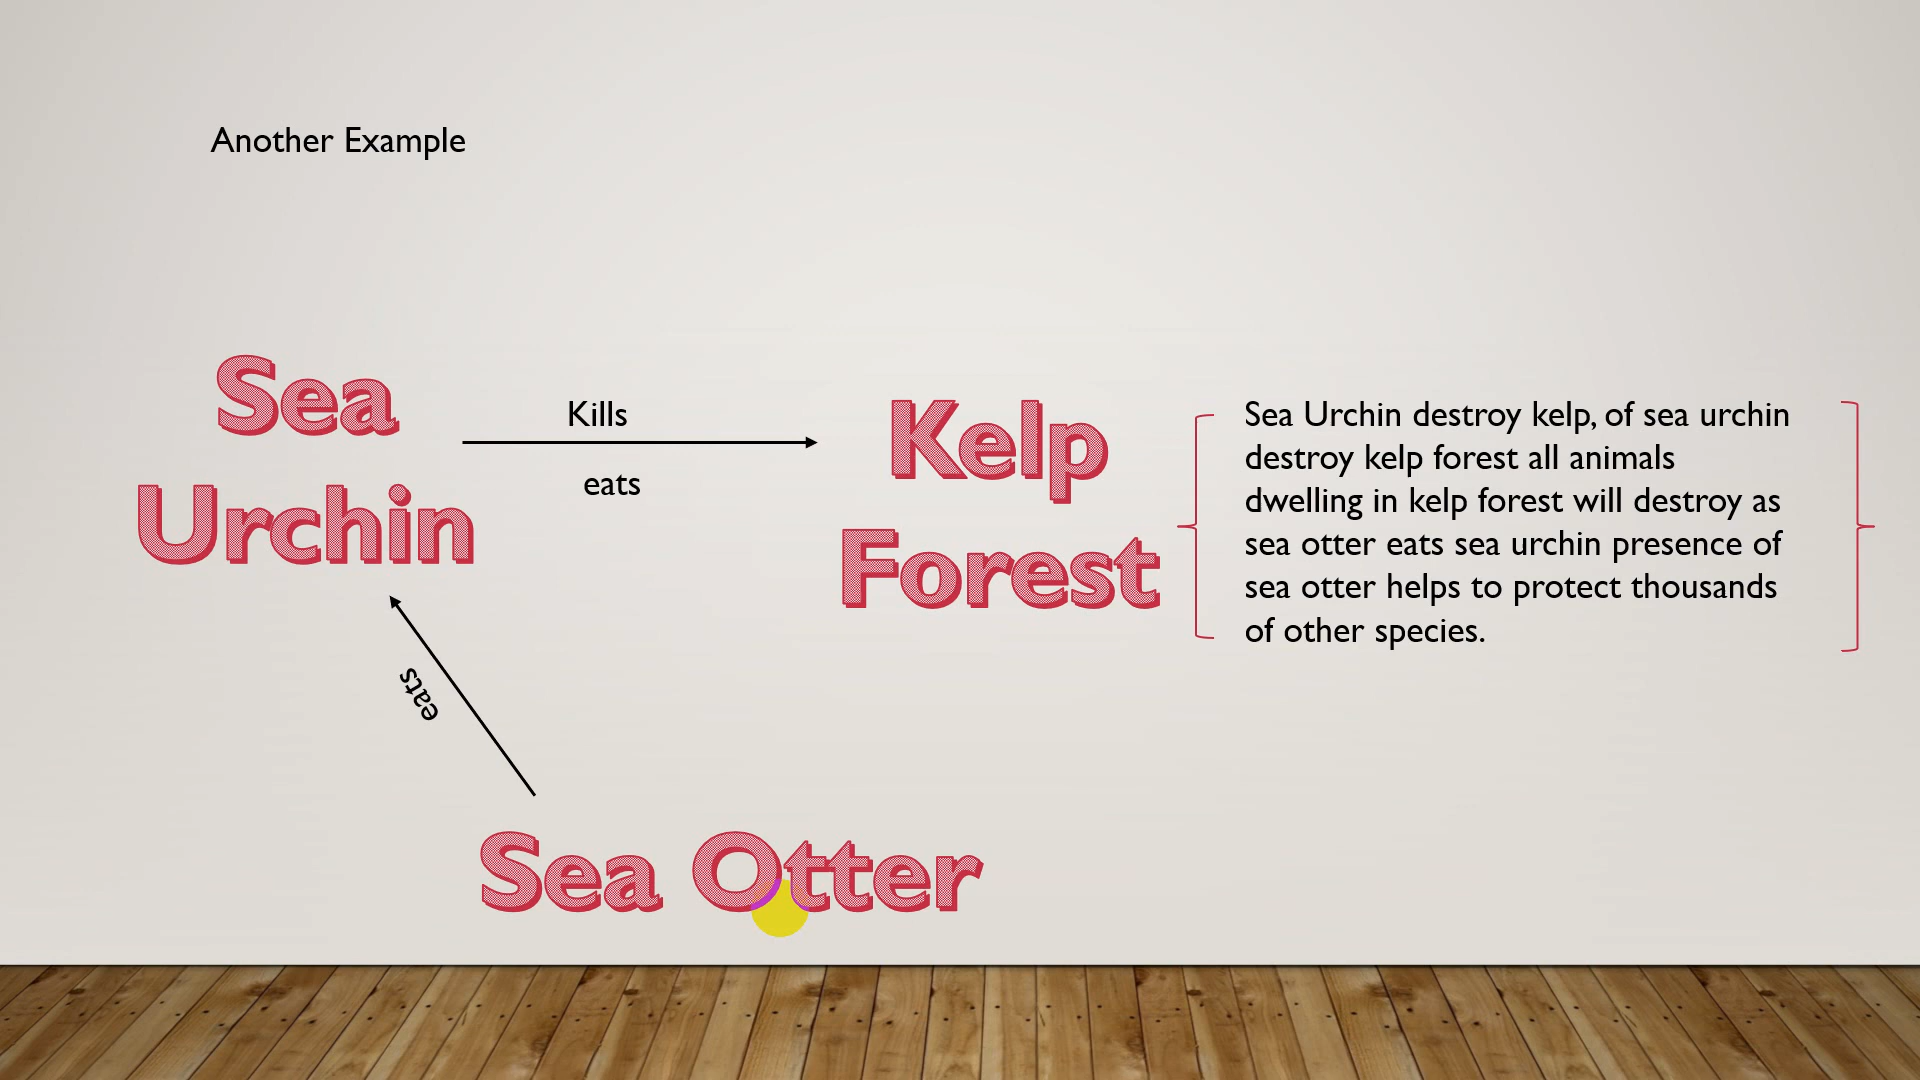 Another Example
Sea
Urchin
Kills
eats
Kelp
Forest
Sea Urchin destroy kelp, of sea urchin
destroy kelp forest all animals
dwelling in kelp forest will destroy as
sea otter eats sea urchin presence of
sea otter helps to protect thousands
of other species.
eats
Sea Otter